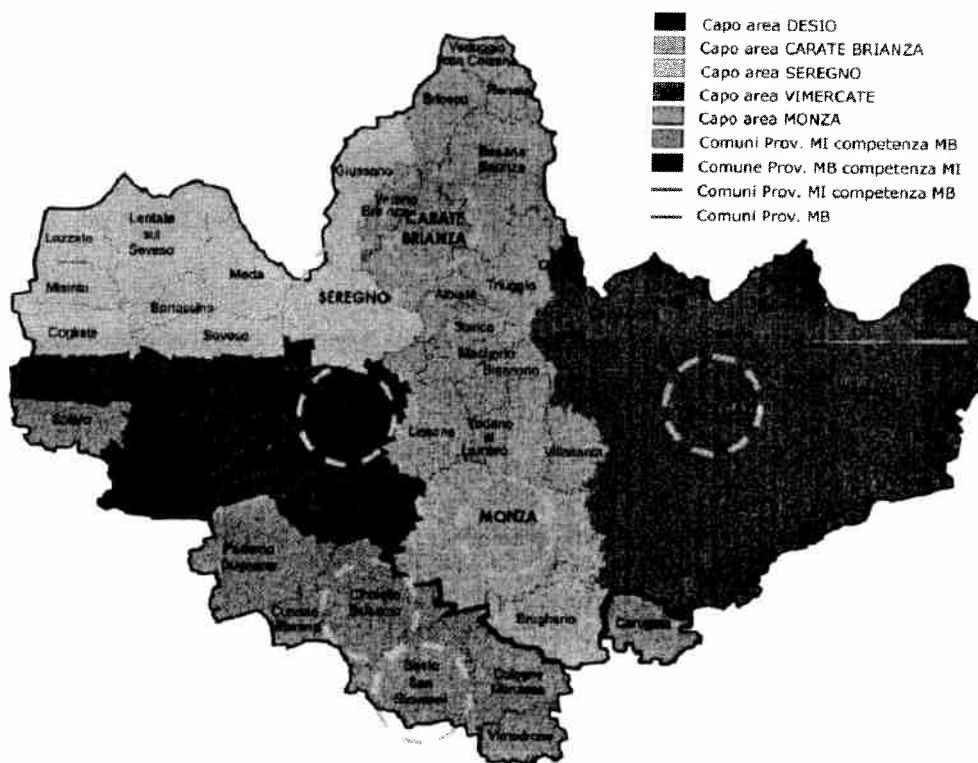 Capo area DESIO
Capo area CARATE BRIANZA
Capo area SEREGNO
Capo area VIMERCATE
Capo area MONZA
Comuni Prov. MI competenza MB
Comune Prov. MB competenza MI
Comuni Prov. MI competenza MB
Comuni Prov. MB
Veduggio
Renate
Briosco
Besana
Brianza
Giussano
Verano
Brianza
CARATE
BRIANZA
Lazzate
Lentate
sul
Seveso
Misinto
Meda
Barlassina
SEREGNO
Cogliate
Seveso
Albiate
Triuggio
Sovico
Macherio
Biassono
Solaro
Lissone
Vedano
al
Lambro
Villasanta
MONZA
Paderno
Dugnano
Cinisello
Balsamo
Cusano
Milanino
Brugherio
Carugate
Sesto
San
Giovanni
Cologno
Monzese
Vimodrone